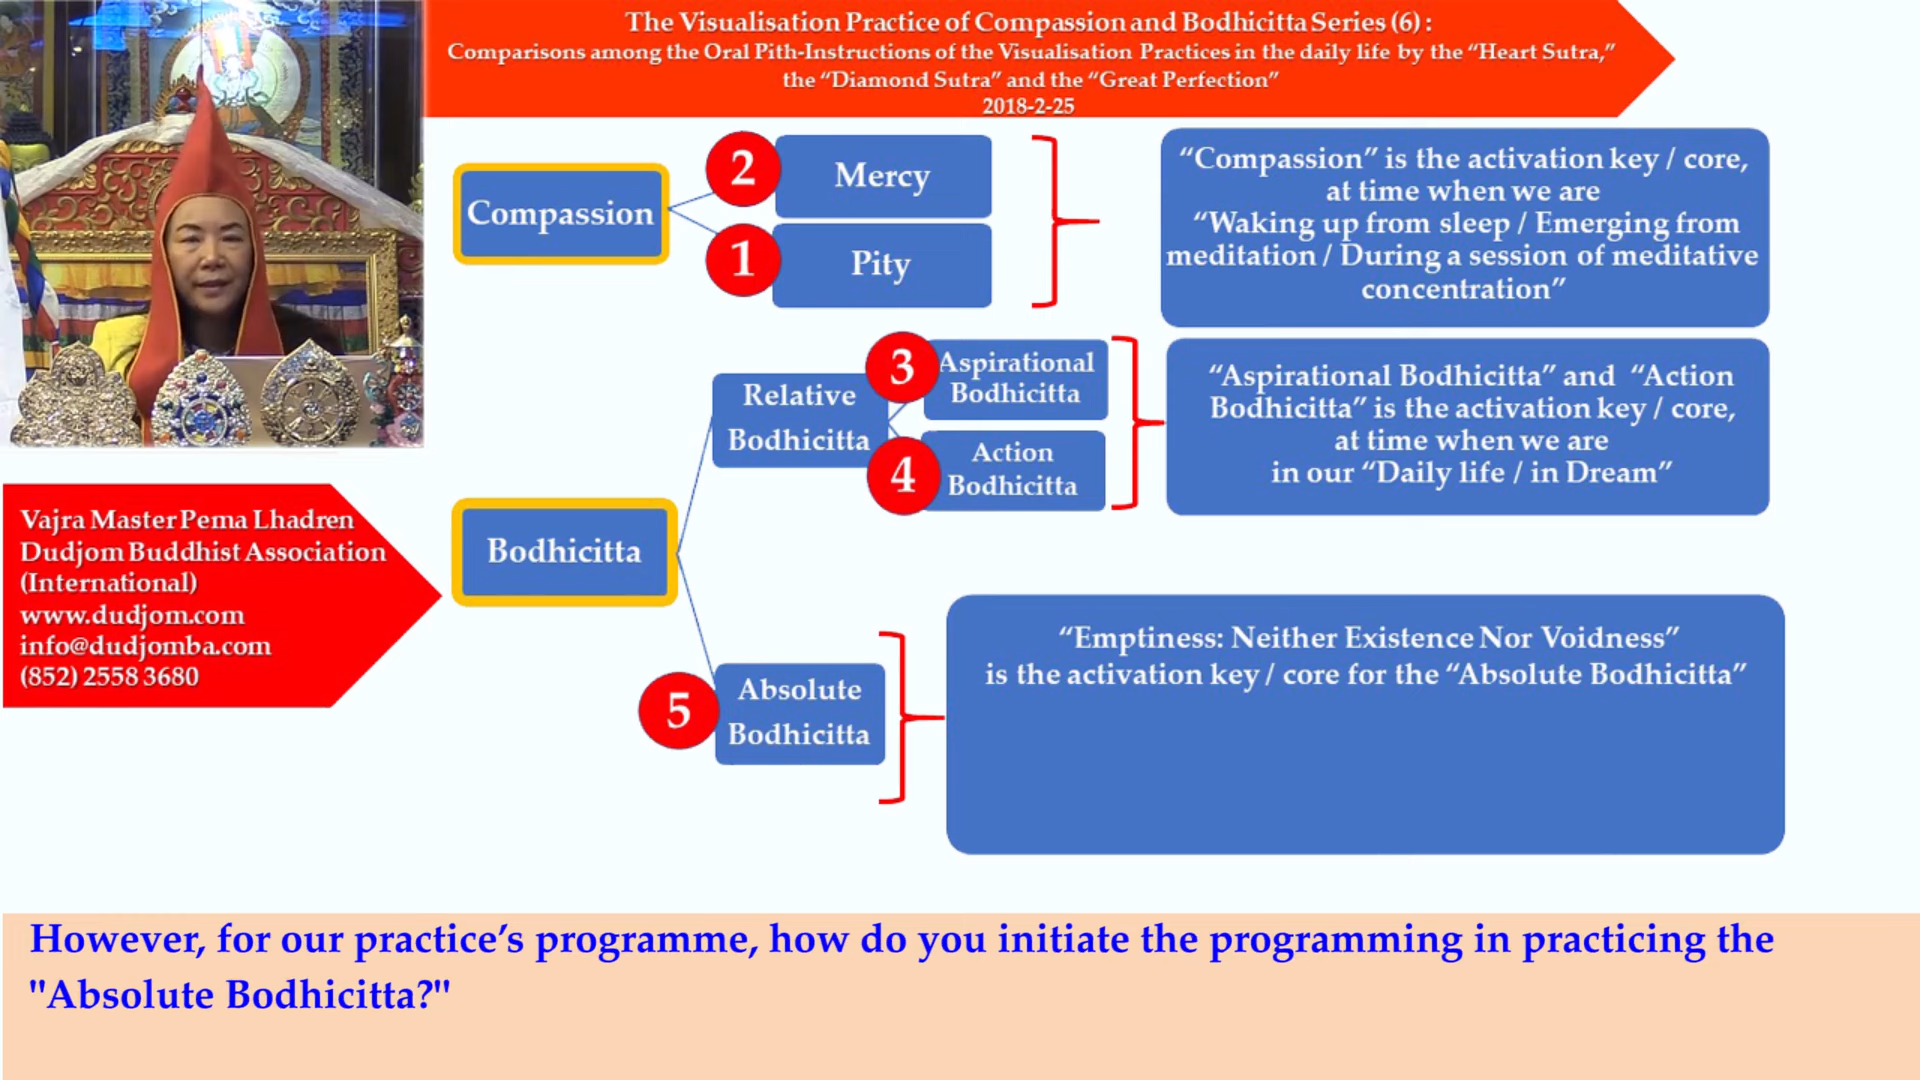 The Visualisation Practice of Compassion and Bodhicitta Series (6) :
Comparisons among the Oral Pith-Instructions of the Visualisation Practices in the daily life by the “Heart Sutra,”
the “Diamond Sutra” and the “Great Perfection”
2018-2-25
Compassion
2
Mercy
1
Pity
“Compassion” is the activation key / core,
at time when we are
“Waking up from sleep / Emerging from
meditation / During a session of meditative
concentration”
Bodhicitta
Relative
Bodhicitta
3
Aspirational
Bodhicitta
4
Action
Bodhicitta
“Aspirational Bodhicitta” and “Action
Bodhicitta” is the activation key / core,
at time when we are
in our “Daily life / in Dream”
5
Absolute
Bodhicitta
“Emptiness: Neither Existence Nor Voidness”
is the activation key / core for the “Absolute Bodhicitta”
Vajra Master Pema Lhadren
Dudjom Buddhist Association
(International)
www.dudjom.com
info@dudjomba.com
(852) 2558 3680
However, for our practice’s programme, how do you initiate the programming in practicing the
"Absolute Bodhicitta?"